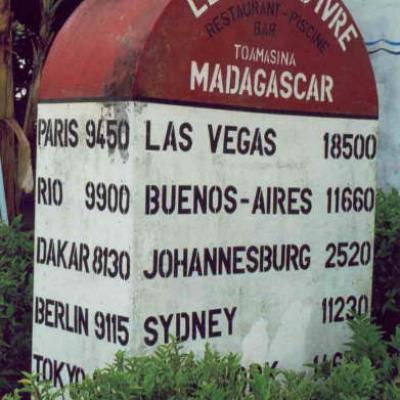 RESTAURANT-PISCINE
BAR
TOAMASINA
MADAGASCAR
PARIS 9450
RIO 9900
DAKAR 8130
BERLIN 9115
TOKYO
LAS VEGAS 18500
BUENOS-AIRES 11660
JOHANNESBURG 2520
SYDNEY 11230